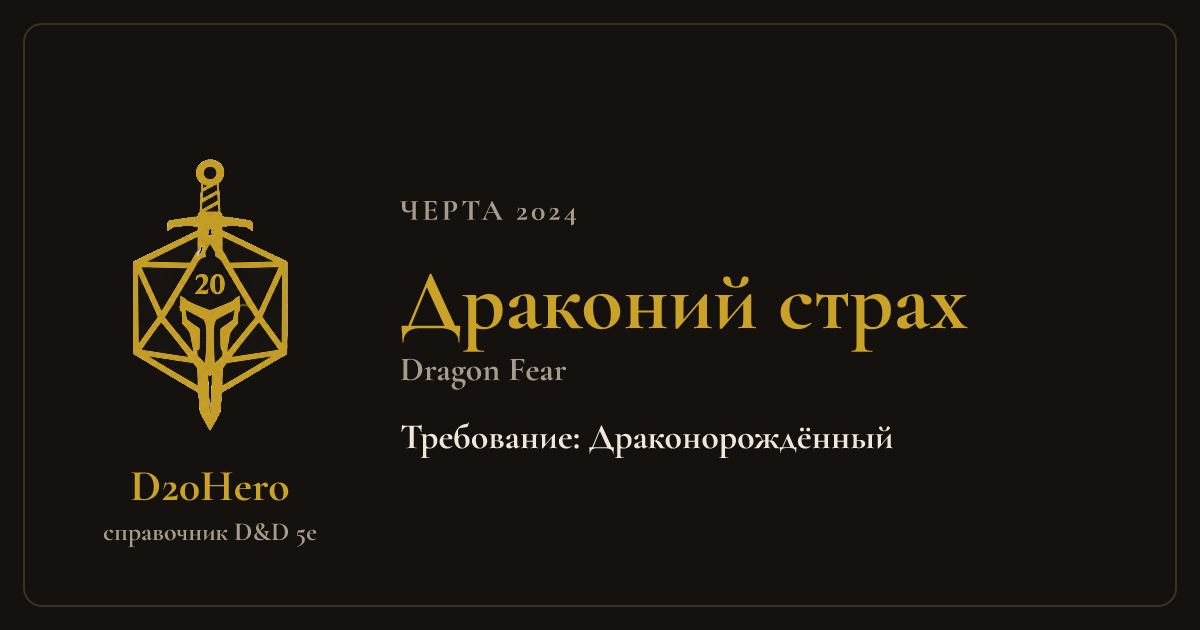 20
D20Hero
справочник D&D 5e
ЧЕРТА 2024
Драконий страх
Dragon Fear
Требование: Драконорождённый